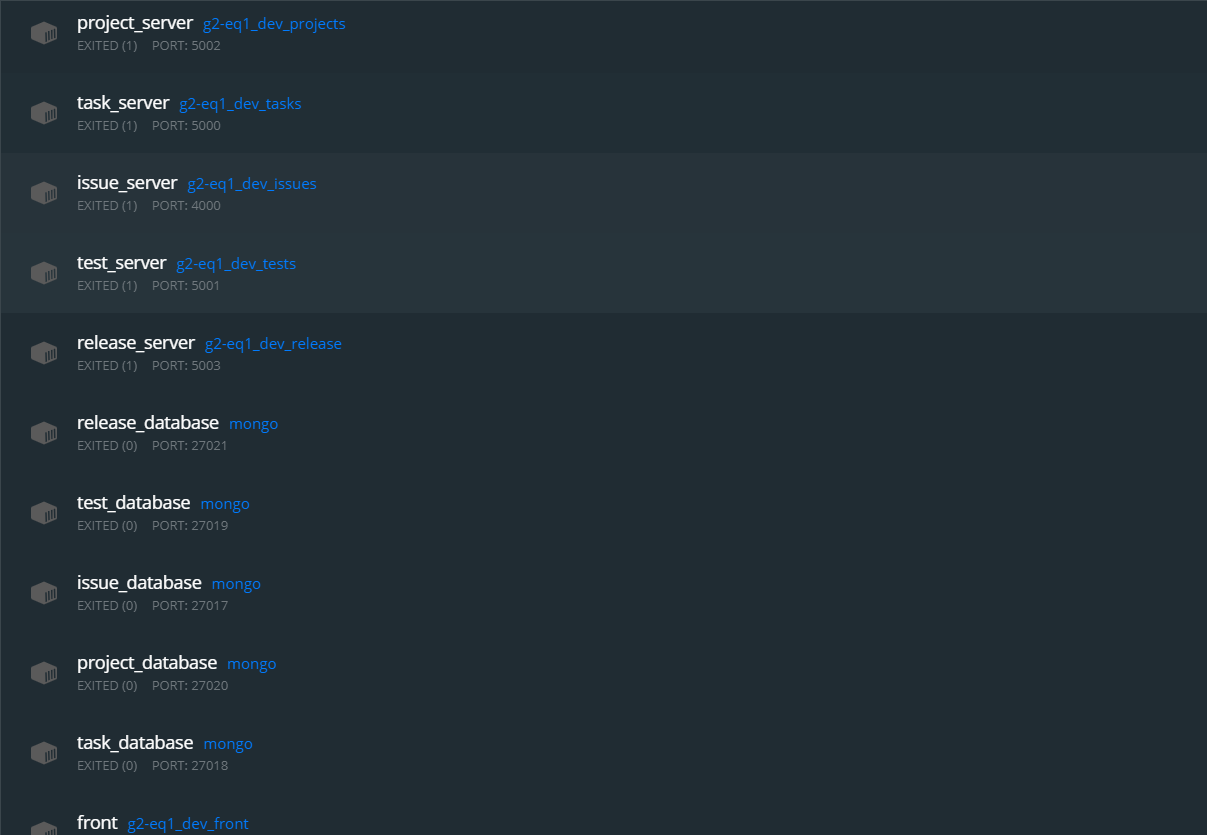 project_server g2-eq1_dev_projects
EXITED (1) PORT: 5002
task_server g2-eq1_dev_tasks
EXITED (1) PORT: 5000
issue_server g2-eq1_dev_issues
EXITED (1) PORT: 4000
test_server g2-eq1_dev_tests
EXITED (1) PORT: 5001
release_server g2-eq1_dev_release
EXITED (1) PORT: 5003
release_database mongo
EXITED (0) PORT: 27021
test_database mongo
EXITED (0) PORT: 27019
issue_database mongo
EXITED (0) PORT: 27017
project_database mongo
EXITED (0) PORT: 27020
task_database mongo
EXITED (0) PORT: 27018
front g2-eq1_dev_front